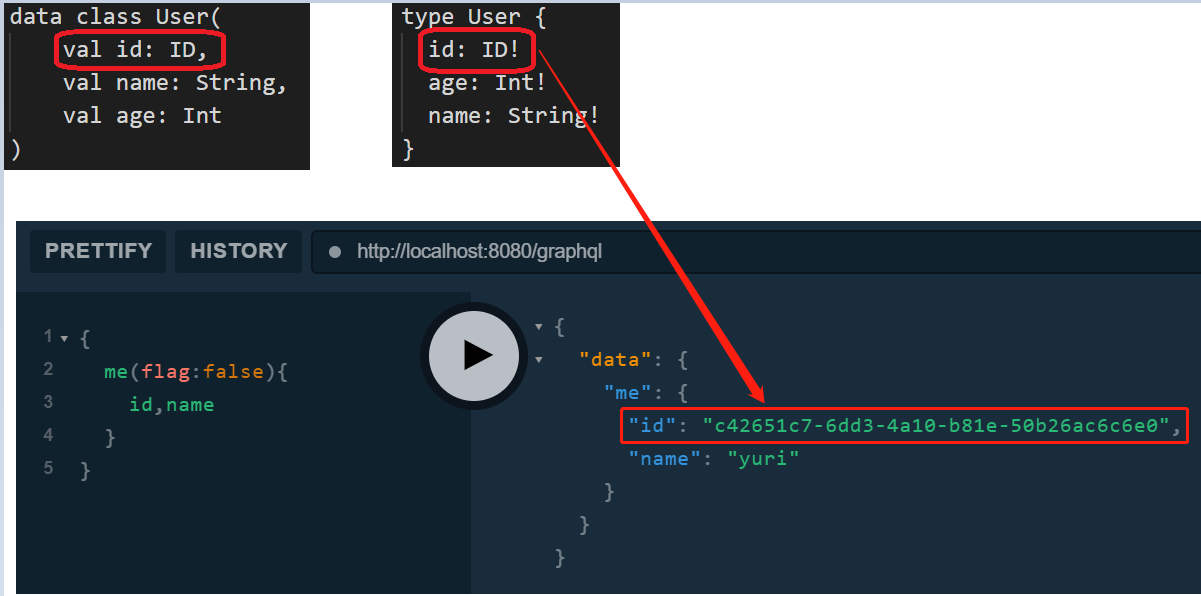 data class User(
val id: ID,
val name: String,
val age: Int
)
type User {
id: ID!
age: Int!
name: String!
}
PRETTIFY HISTORY http://localhost:8080/graphql
1 {
2 me(flag:false){
3 id,name
4 }
5 }
{
"data": {
"me": {
"id": "c42651c7-6dd3-4a10-b81e-50b26ac6c6e0",
"name": "yuri"
}
}
}